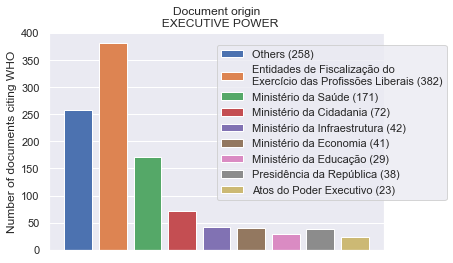 Document origin
EXECUTIVE POWER
Number of documents citing WHO
400
350
300
250
200
150
100
50
0
Others (258)
Entidades de Fiscalização do
Exercício das Profissões Liberais (382)
Ministério da Saúde (171)
Ministério da Cidadania (72)
Ministério da Infraestrutura (42)
Ministério da Economia (41)
Ministério da Educação (29)
Presidência da República (38)
Atos do Poder Executivo (23)